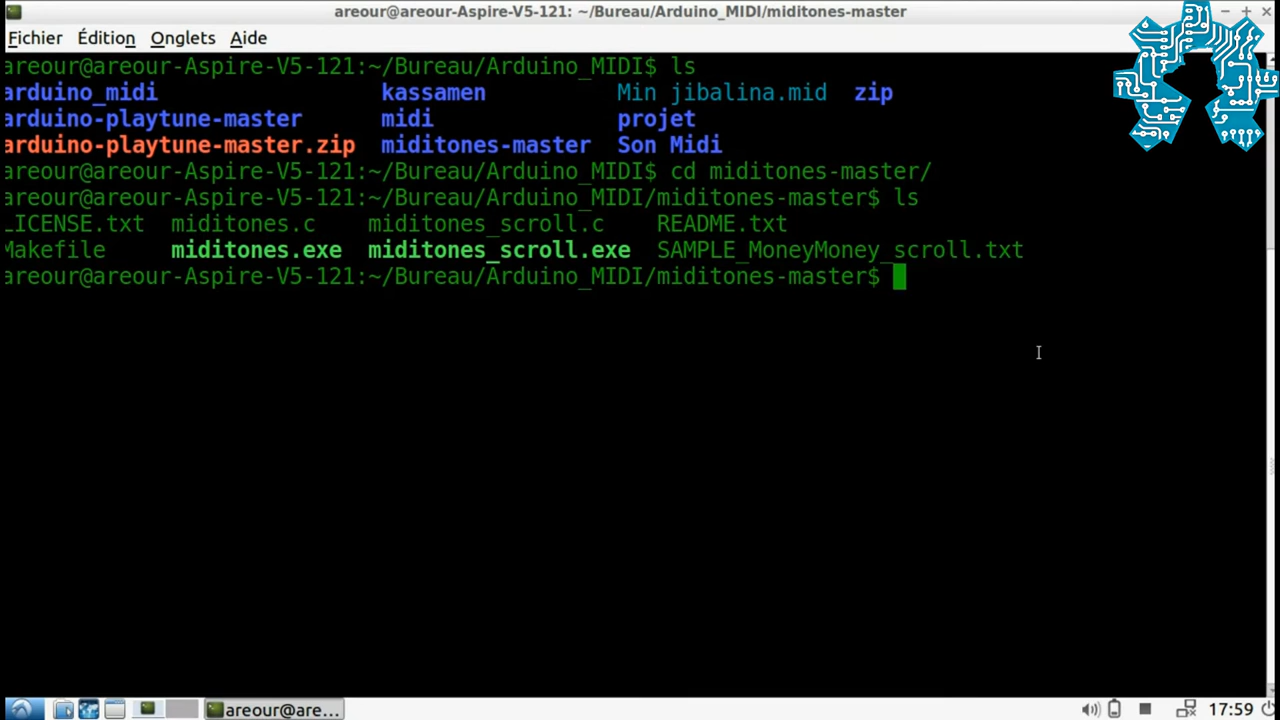 areour@areour-Aspire-V5-121: ~/Bureau/Arduino_MIDI/miditones-master
Fichier Édition Onglets Aide
areour@areour-Aspire-V5-121:~/Bureau/Arduino_MIDI$ ls
arduino_midi kassamen Min jibalina.mid zip
arduino-playtune-master midi projet
arduino-playtune-master.zip miditones-master Son Midi
areour@areour-Aspire-V5-121:~/Bureau/Arduino_MIDI$ cd miditones-master/
areour@areour-Aspire-V5-121:~/Bureau/Arduino_MIDI/miditones-master$ ls
LICENSE.txt miditones.c miditones_scroll.c README.txt
Makefile miditones.exe miditones_scroll.exe SAMPLE_MoneyMoney_scroll.txt
areour@areour-Aspire-V5-121:~/Bureau/Arduino_MIDI/miditones-master$
areour@are... 17:59